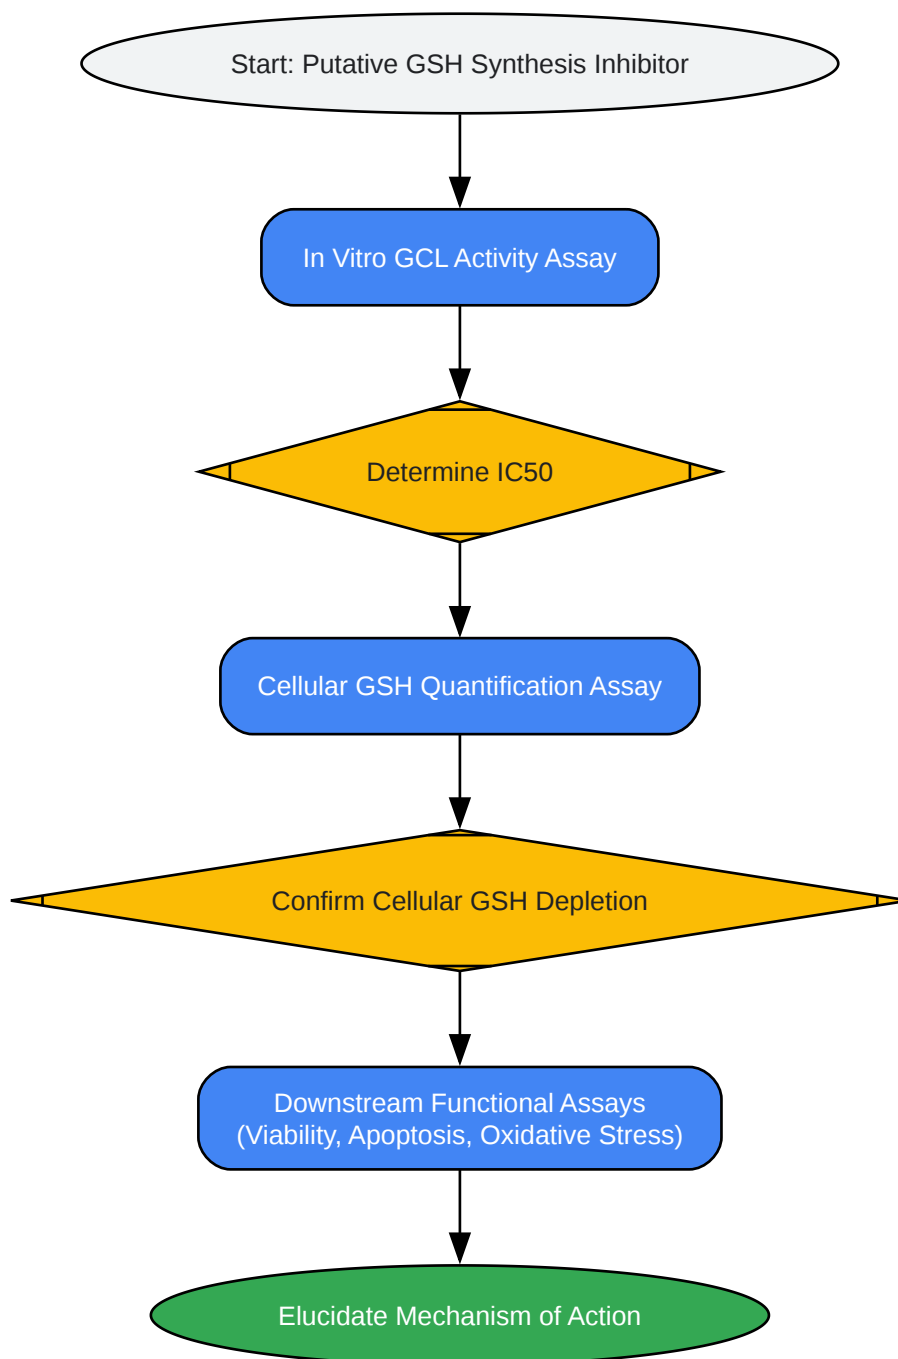 Start: Putative GSH Synthesis Inhibitor
In Vitro GCL Activity Assay
Determine IC50
Cellular GSH Quantification Assay
Confirm Cellular GSH Depletion
Downstream Functional Assays
(Viability, Apoptosis, Oxidative Stress)
Elucidate Mechanism of Action